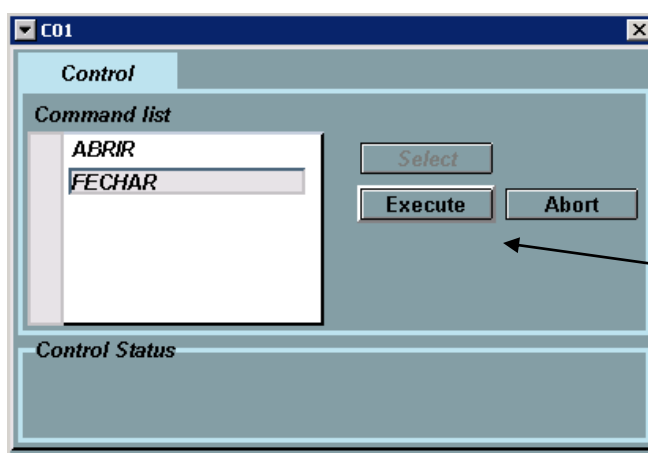 C01
Control
Command list
ABRIR
FECHAR
Select
Execute
Abort
Control Status